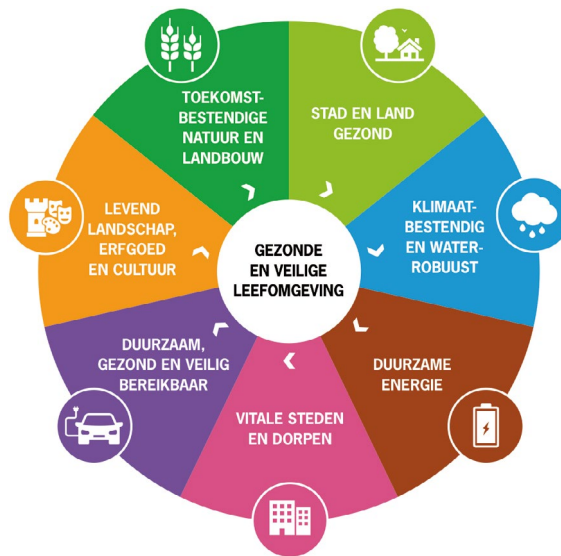 TOEKOMST-
BESTENDIGE
NATUUR EN
LANDBOUW
STAD EN LAND
GEZOND
KLIMAAT-
BESTENDIG
EN WATER-
ROBUUST
DUURZAME
ENERGIE
VITALE STEDEN
EN DORPEN
DUURZAAM,
GEZOND EN VEILIG
BEREIKBAAR
LEVEND
LANDSCHAP,
ERFGOED
EN CULTUUR
GEZONDE
EN VEILIGE
LEEFOMGEVING